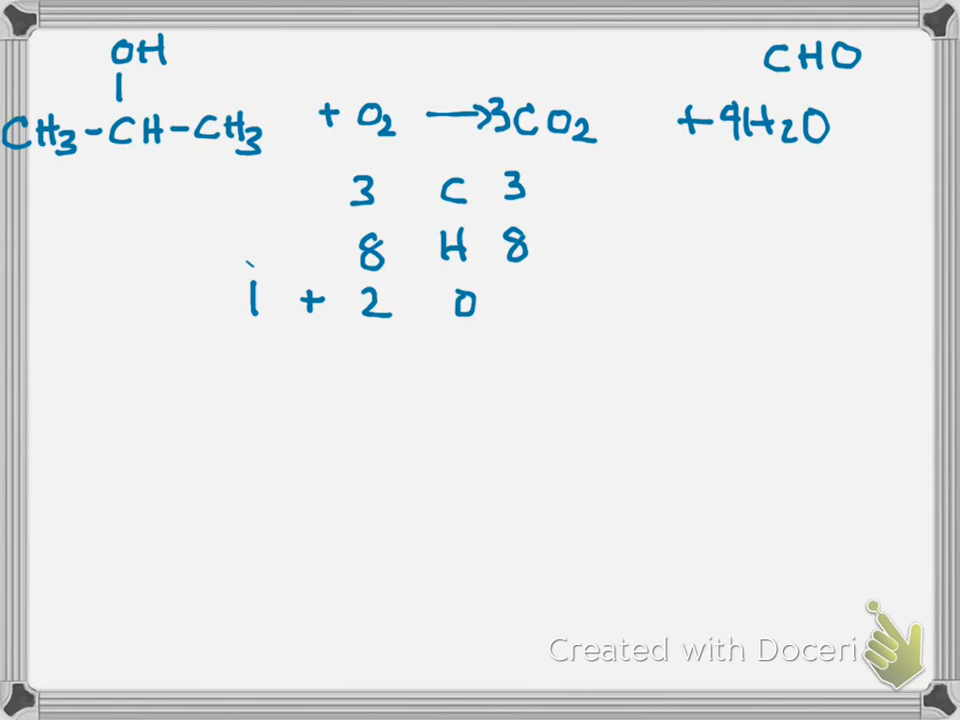 OH
CHO
CH3-CH-CH3 + O2 → 3CO2 + 4H2O
3 C 3
8 H 8
1 + 2 O
Created with Doceri